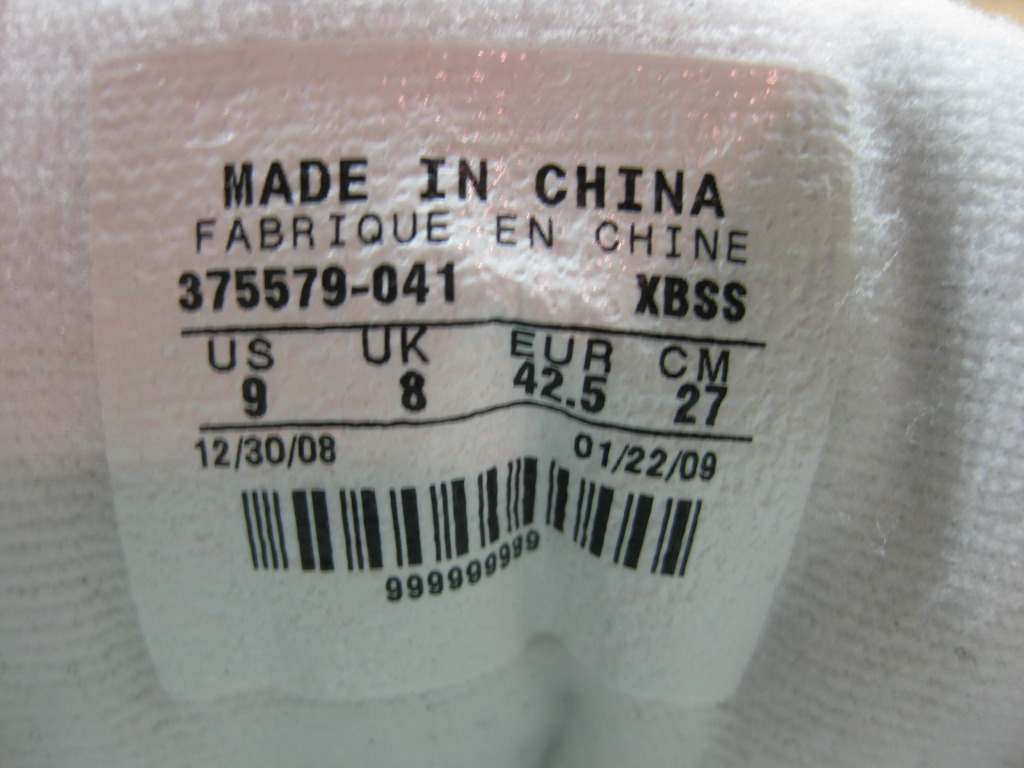 MADE IN CHINA
FABRIQUE EN CHINE
375579-041 XBSS
US UK EUR CM
9 8 42.5 27
12/30/08 01/22/09
999999999